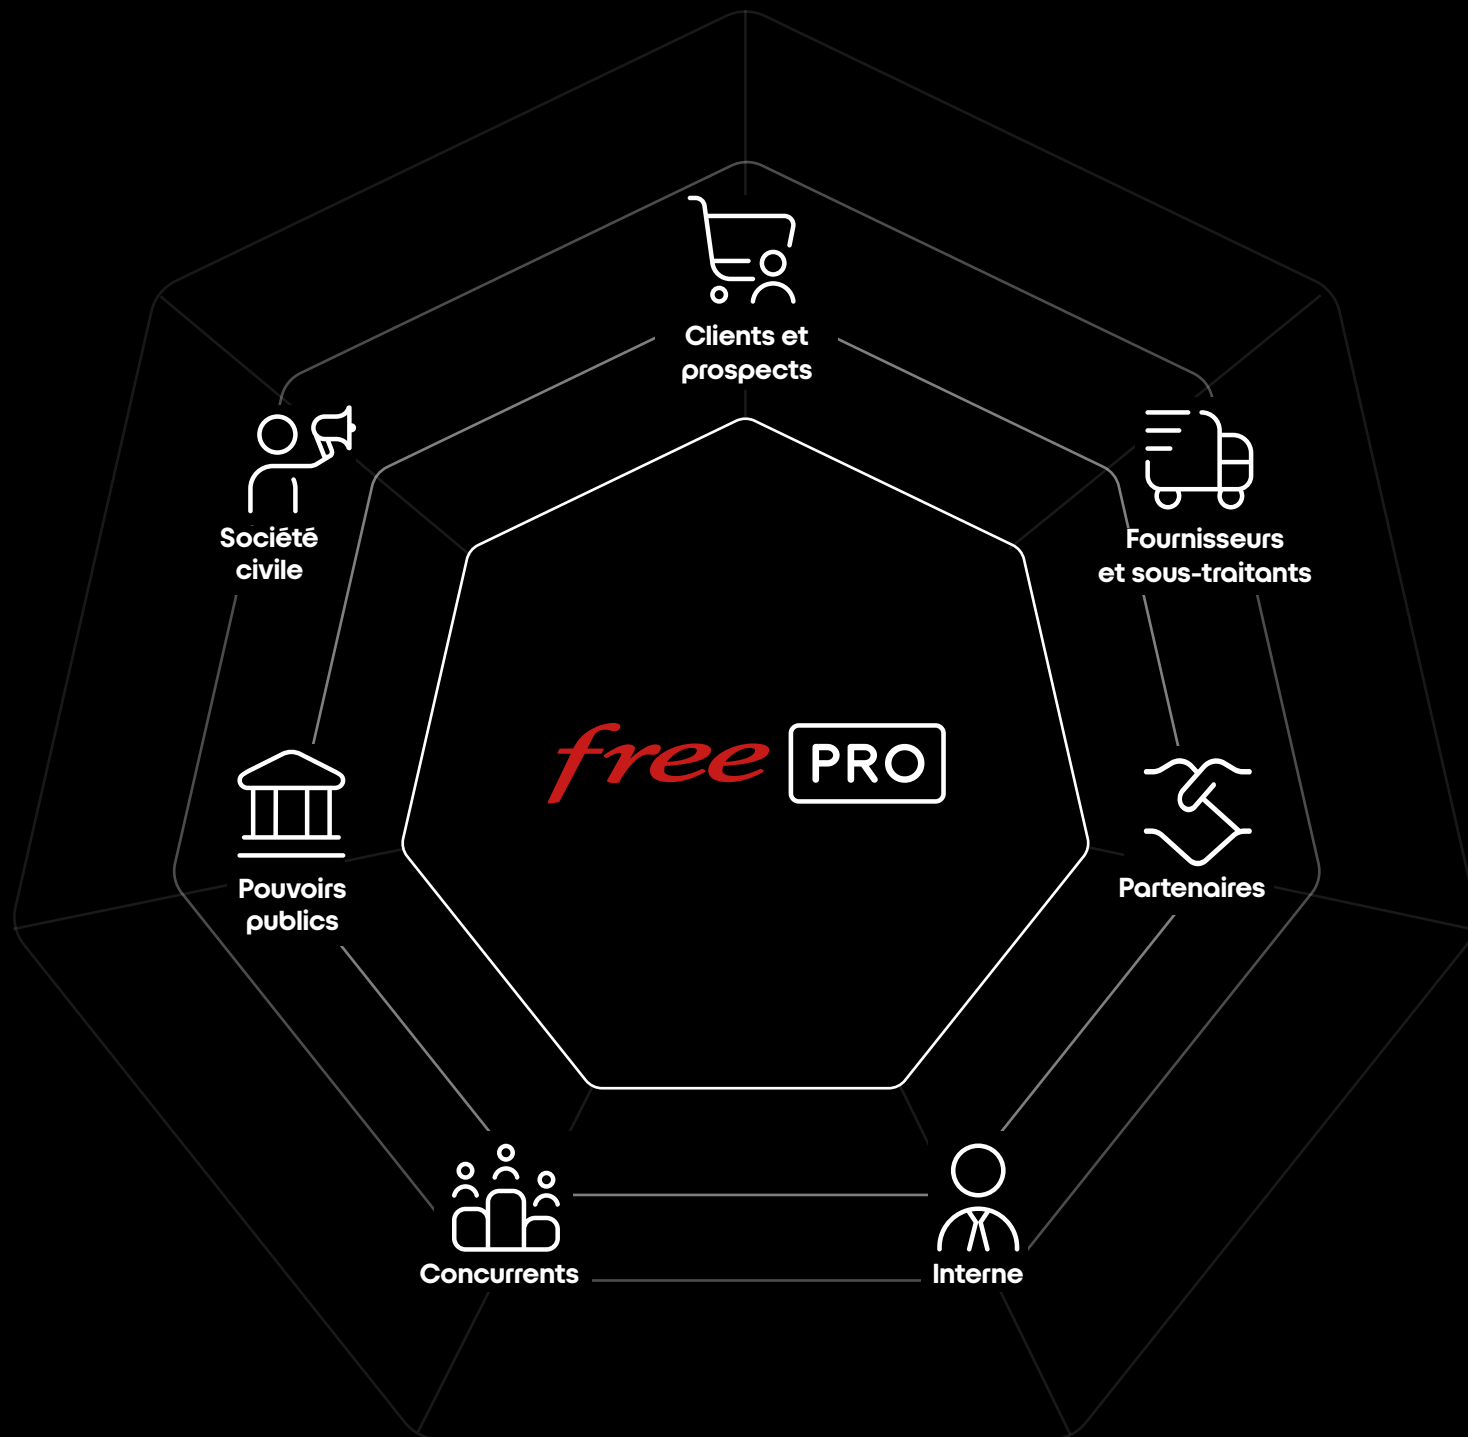 Clients et
prospects
Société
civile
Fournisseurs
et sous-traitants
free PRO
Pouvoirs
publics
Partenaires
Concurrents
Interne